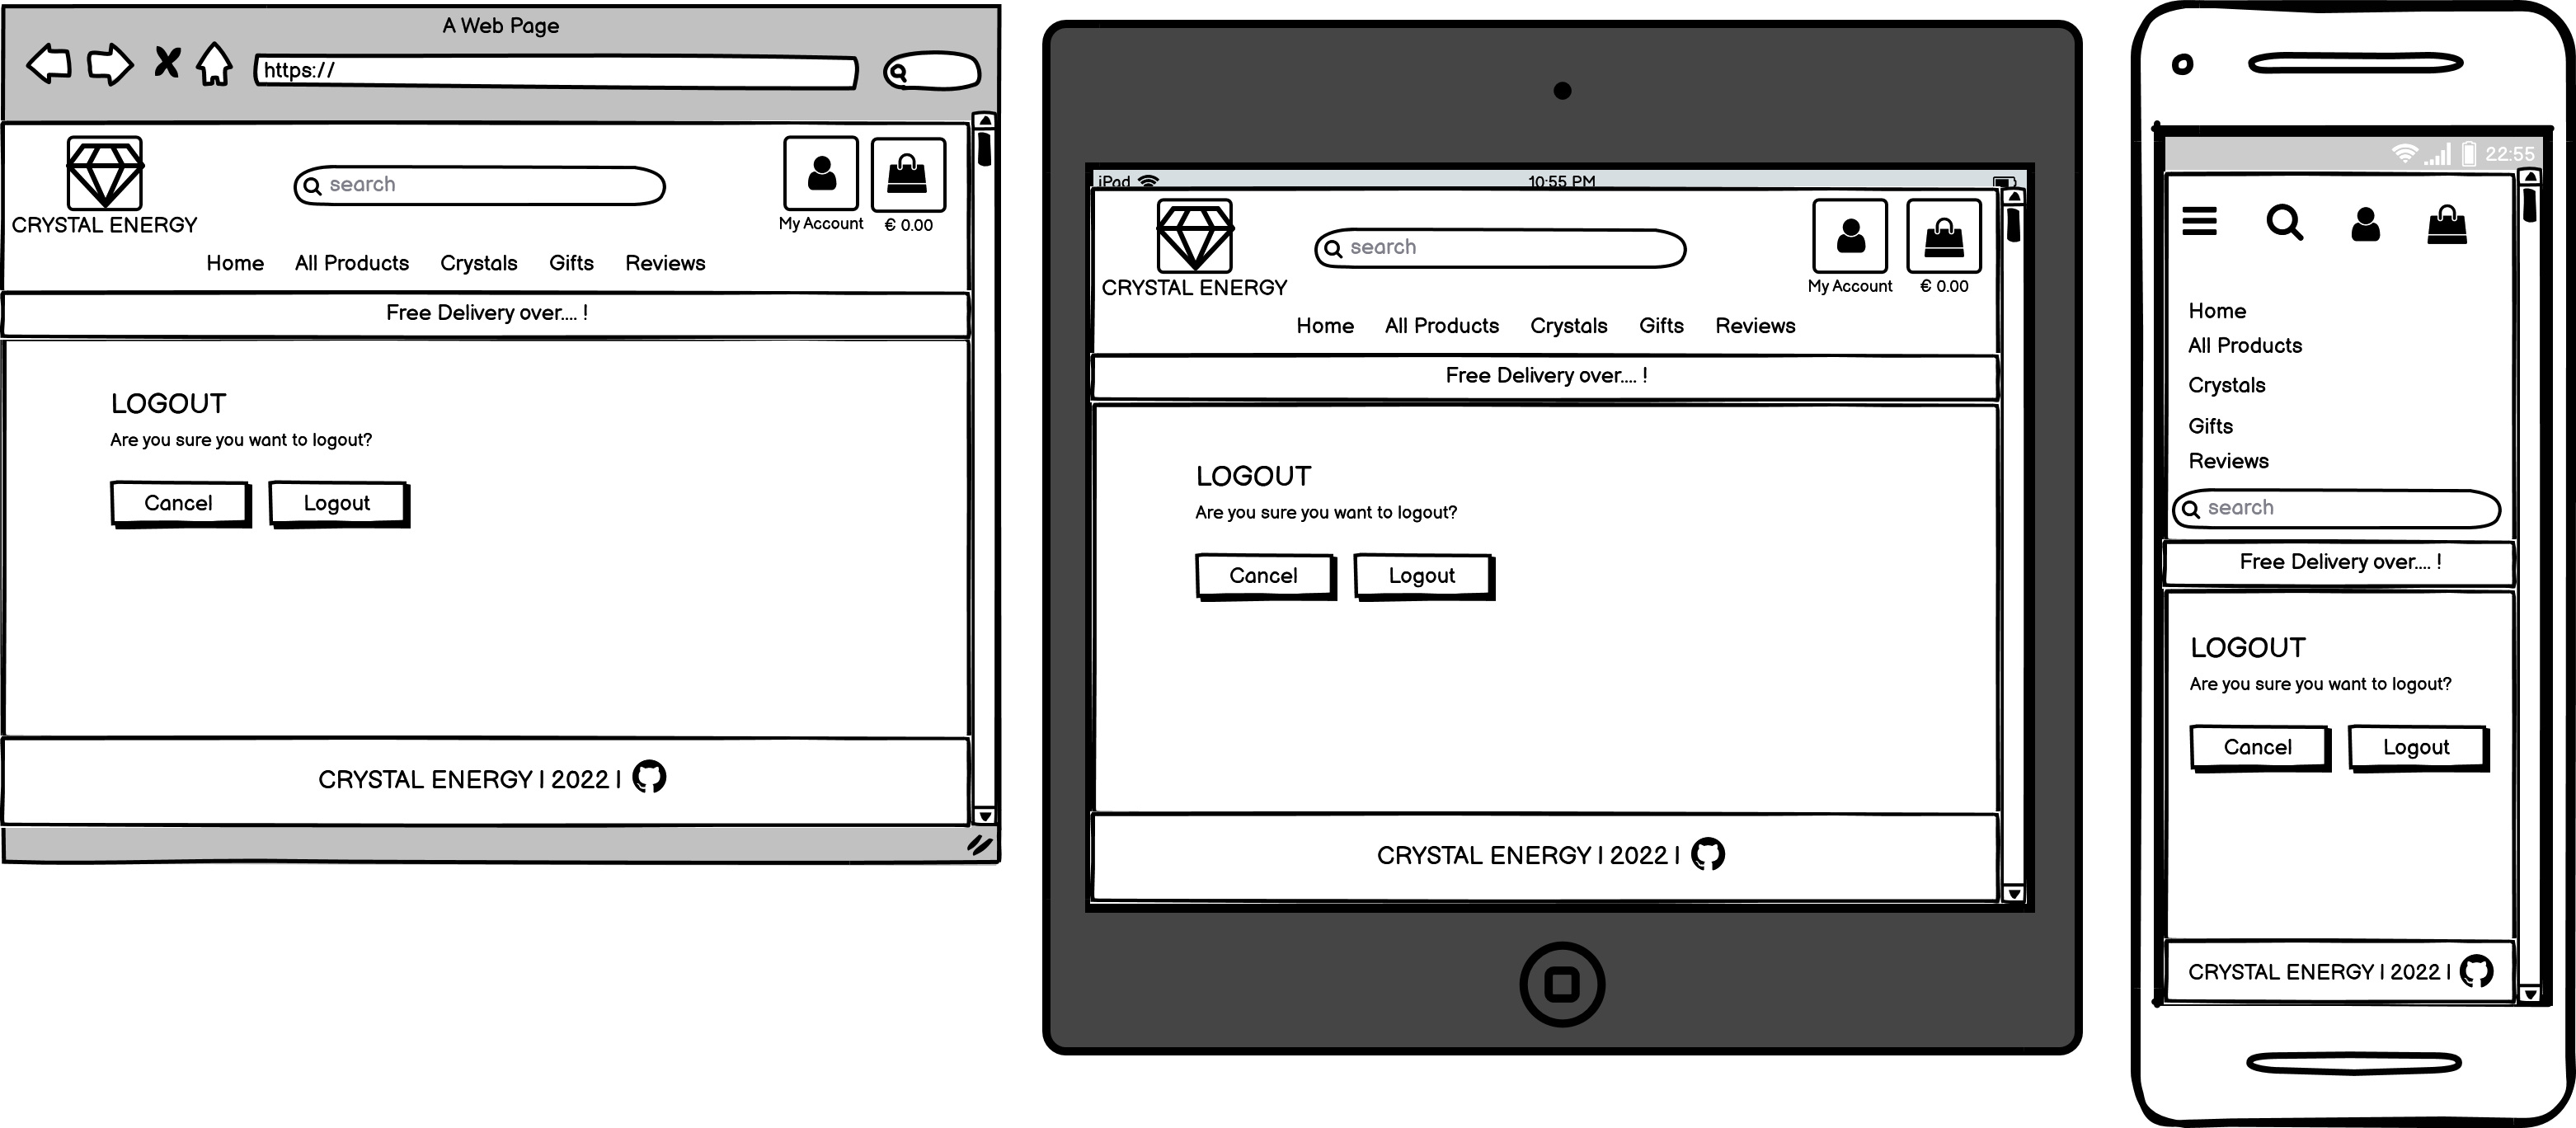 A Web Page
https://
search
CRYSTAL ENERGY
My Account
€ 0.00
Home All Products Crystals Gifts Reviews
Free Delivery over.... !
LOGOUT
Are you sure you want to logout?
Cancel Logout
CRYSTAL ENERGY | 2022 |
iPad 10:55 PM
search
CRYSTAL ENERGY
My Account
€ 0.00
Home All Products Crystals Gifts Reviews
Free Delivery over.... !
LOGOUT
Are you sure you want to logout?
Cancel Logout
CRYSTAL ENERGY | 2022 |
22:55
Home
All Products
Crystals
Gifts
Reviews
search
Free Delivery over.... !
LOGOUT
Are you sure you want to logout?
Cancel Logout
CRYSTAL ENERGY | 2022 |